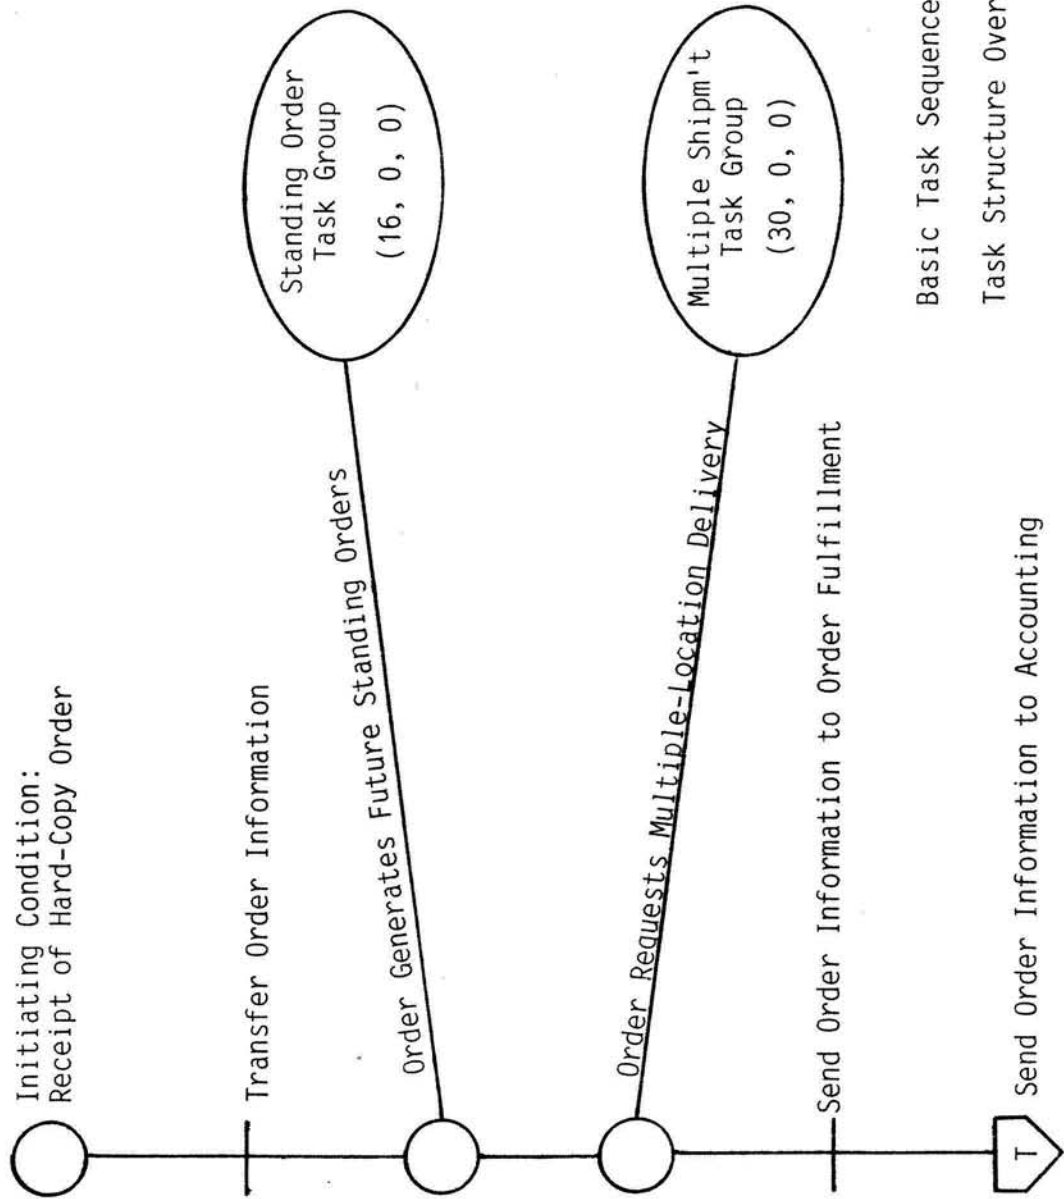 Initiating Condition:
Receipt of Hard-Copy Order
Transfer Order Information
Order Generates Future Standing Orders
Standing Order
Task Group
(16, 0, 0)
Order Requests Multiple-Location Delivery
Multiple Shipm't
Task Group
(30, 0, 0)
Send Order Information to Order Fulfillment
T
Send Order Information to Accounting
Basic Task Sequence
Task Structure Over